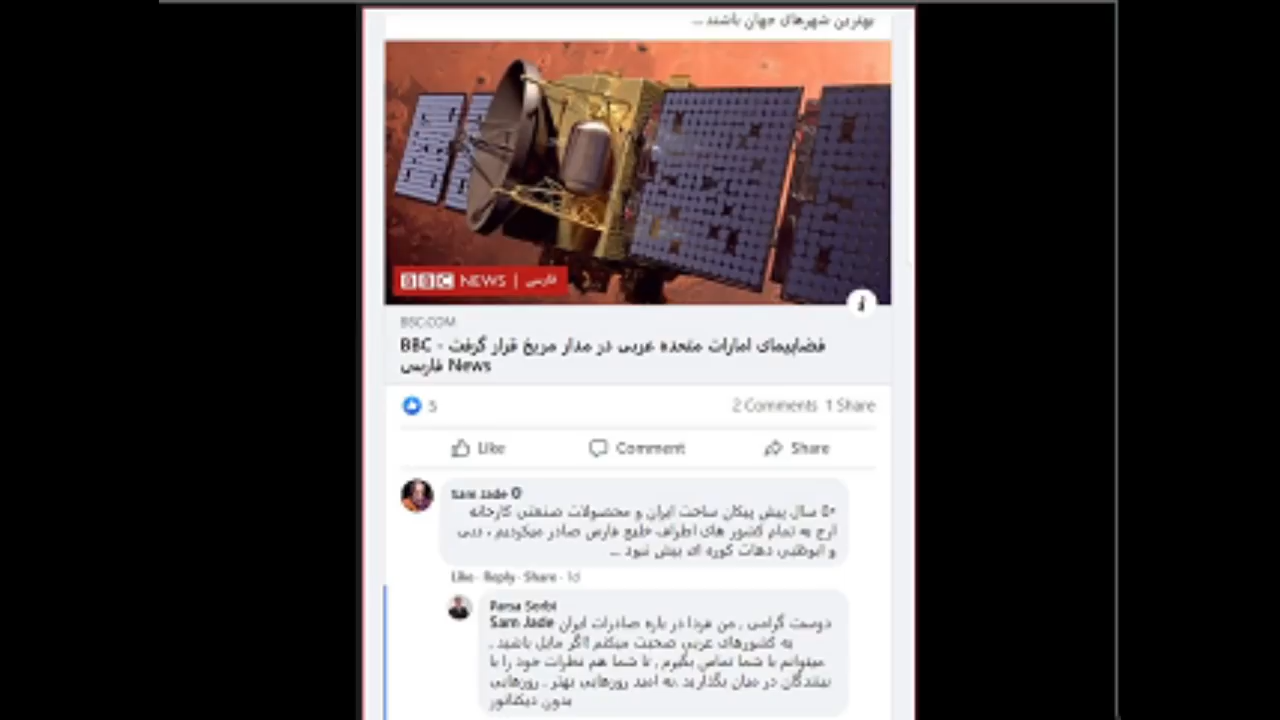 بهترین شهرهای جهان باشند ...
BBC NEWS | فارسی
BBC.COM
فضاپیمای امارات متحده عربی در مدار مریخ قرار گرفت - BBC
News فارسی
5
2 Comments 1 Share
Like Comment Share
Sam Jade
۵۰ سال پیش پیکان ساخت ایران و محصولات صنعتی کارخانه
ارج به تمام کشور های اطراف خلیج فارس صادر میکردیم ، دبی
و ابوظبی دهات کوره ای بیش نبود ...
Like · Reply · Share · 1d
Parsa Sorbi
Sam Jade دوست گرامی , من فردا در باره صادرات ایران
به کشورهای عربی صحبت میکنم اگر مایل باشید .
میتوانم با شما تماس بگیرم , تا شما هم نظرات خود را با
بینندگان در میان بگذارید .به امید روزهایی بهتر .. روزهایی
بدون دیکتاتور